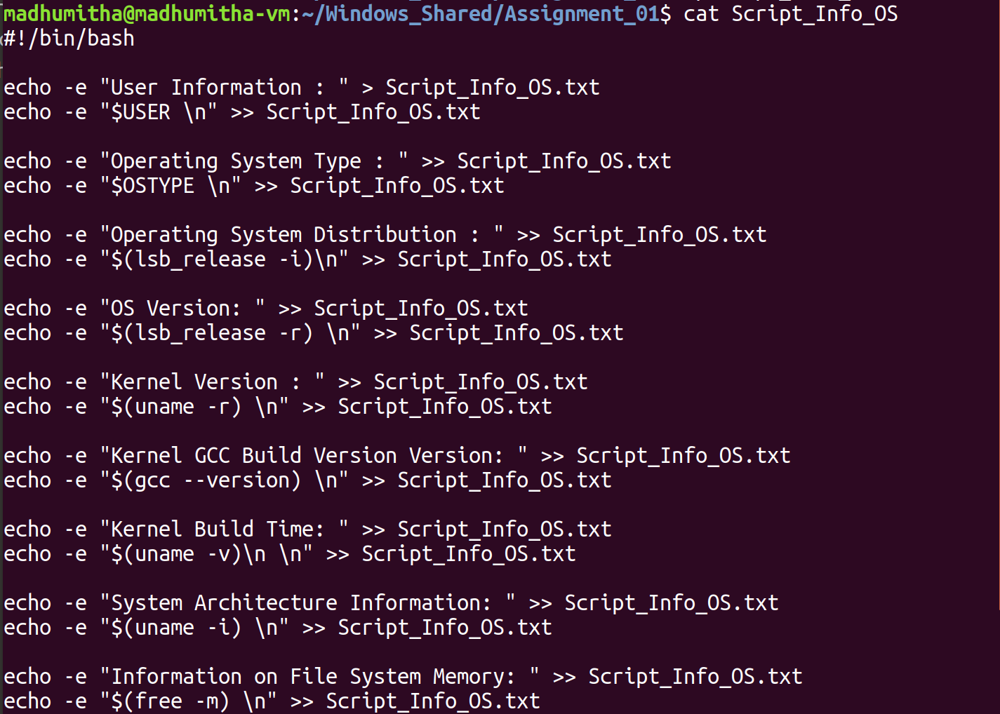 madhumitha@madhumitha-vm:~/Windows_Shared/Assignment_01$ cat Script_Info_OS
#!/bin/bash
echo -e "User Information : " > Script_Info_OS.txt
echo -e "$USER \n" >> Script_Info_OS.txt
echo -e "Operating System Type : " >> Script_Info_OS.txt
echo -e "$OSTYPE \n" >> Script_Info_OS.txt
echo -e "Operating System Distribution : " >> Script_Info_OS.txt
echo -e "$(lsb_release -i)\n" >> Script_Info_OS.txt
echo -e "OS Version: " >> Script_Info_OS.txt
echo -e "$(lsb_release -r) \n" >> Script_Info_OS.txt
echo -e "Kernel Version : " >> Script_Info_OS.txt
echo -e "$(uname -r) \n" >> Script_Info_OS.txt
echo -e "Kernel GCC Build Version Version: " >> Script_Info_OS.txt
echo -e "$(gcc --version) \n" >> Script_Info_OS.txt
echo -e "Kernel Build Time: " >> Script_Info_OS.txt
echo -e "$(uname -v)\n \n" >> Script_Info_OS.txt
echo -e "System Architecture Information: " >> Script_Info_OS.txt
echo -e "$(uname -i) \n" >> Script_Info_OS.txt
echo -e "Information on File System Memory: " >> Script_Info_OS.txt
echo -e "$(free -m) \n" >> Script_Info_OS.txt